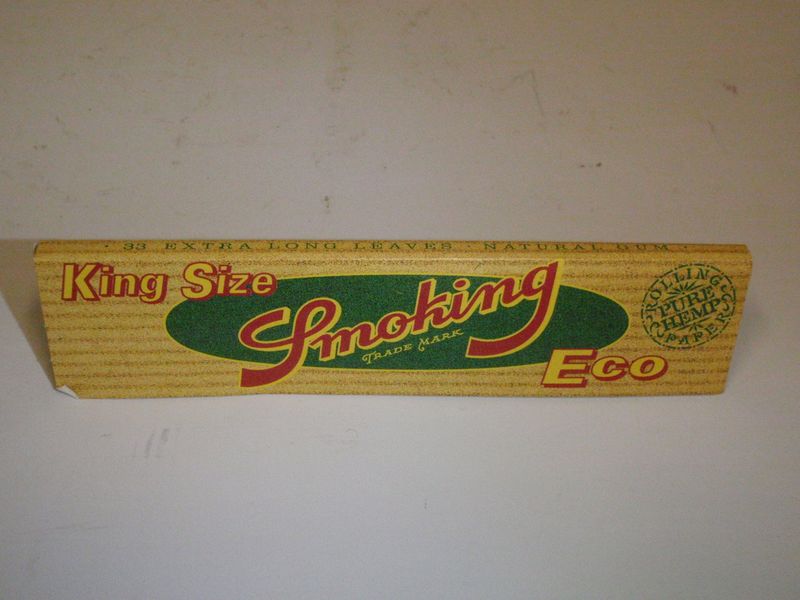 · 33 EXTRA LONG LEAVES · NATURAL GUM ·
King Size
Smoking
TRADE MARK
Eco
ROLLING
PURE
HEMP
PAPER